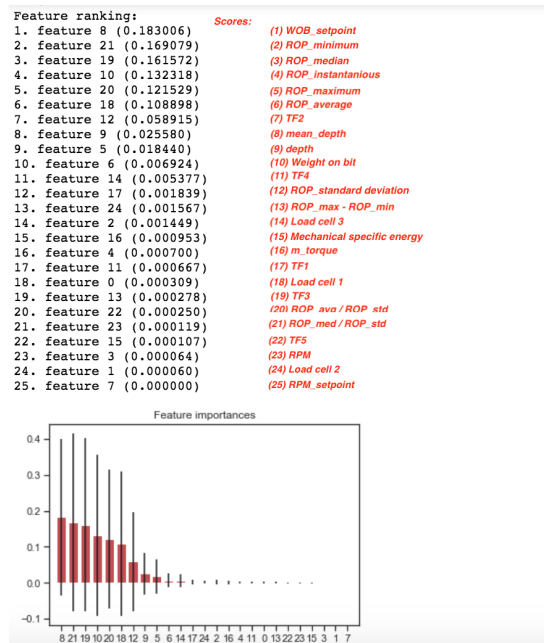 Feature ranking:
Scores:
1. feature 8 (0.183006) (1) WOB_setpoint
2. feature 21 (0.169079) (2) ROP_minimum
3. feature 19 (0.161572) (3) ROP_median
4. feature 10 (0.132318) (4) ROP_instantanious
5. feature 20 (0.121529) (5) ROP_maximum
6. feature 18 (0.108898) (6) ROP_average
7. feature 12 (0.058915) (7) TF2
8. feature 9 (0.025580) (8) mean_depth
9. feature 5 (0.018440) (9) depth
10. feature 6 (0.006924) (10) Weight on bit
11. feature 14 (0.005377) (11) TF4
12. feature 17 (0.001839) (12) ROP_standard deviation
13. feature 24 (0.001567) (13) ROP_max - ROP_min
14. feature 2 (0.001449) (14) Load cell 3
15. feature 16 (0.000953) (15) Mechanical specific energy
16. feature 4 (0.000700) (16) m_torque
17. feature 11 (0.000667) (17) TF1
18. feature 0 (0.000309) (18) Load cell 1
19. feature 13 (0.000278) (19) TF3
20. feature 22 (0.000250) (20) ROP_avg / ROP_std
21. feature 23 (0.000119) (21) ROP_med / ROP_std
22. feature 15 (0.000107) (22) TF5
23. feature 3 (0.000064) (23) RPM
24. feature 1 (0.000060) (24) Load cell 2
25. feature 7 (0.000000) (25) RPM_setpoint
Feature importances
0.4
0.3
0.2
0.1
0.0
-0.1
8 21 19 10 20 18 12 9 5 6 14 17 24 2 16 4 11 0 13 22 23 15 3 1 7